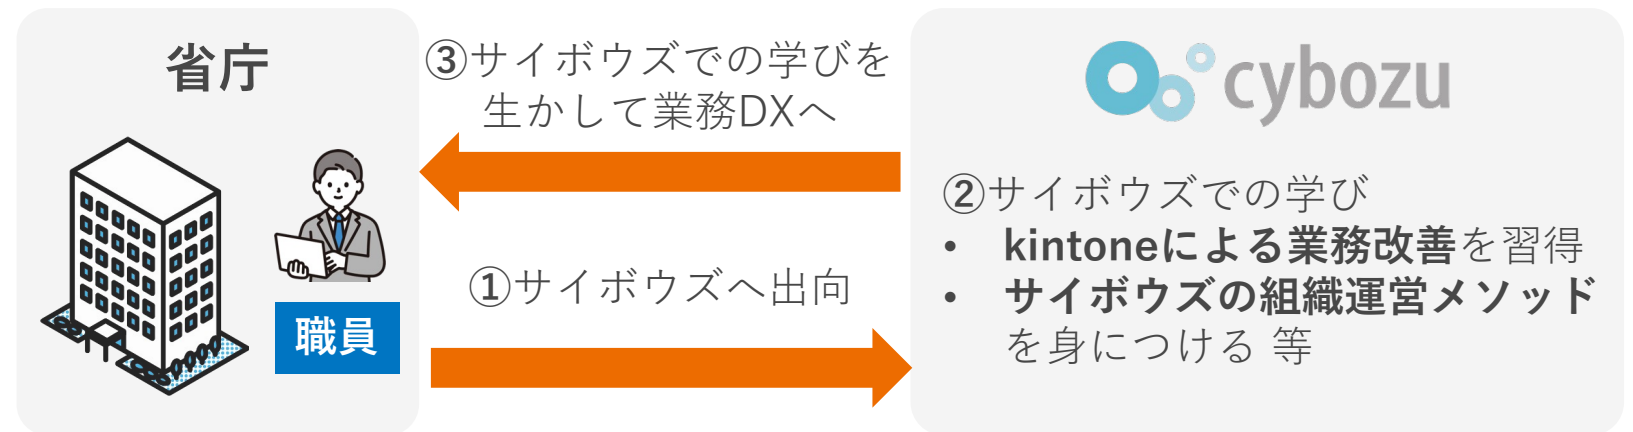 省庁
職員
③サイボウズでの学びを
生かして業務DXへ
①サイボウズへ出向
cybozu
②サイボウズでの学び
• kintoneによる業務改善を習得
• サイボウズの組織運営メソッド
を身につける 等